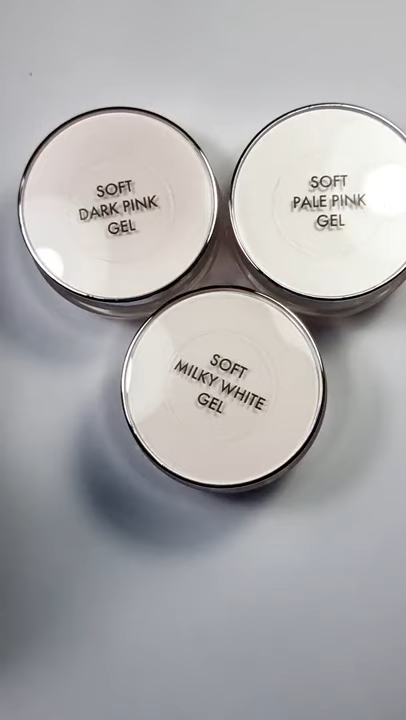 SOFT
DARK PINK
GEL
SOFT
PALE PINK
GEL
SOFT
MILKY WHITE
GEL